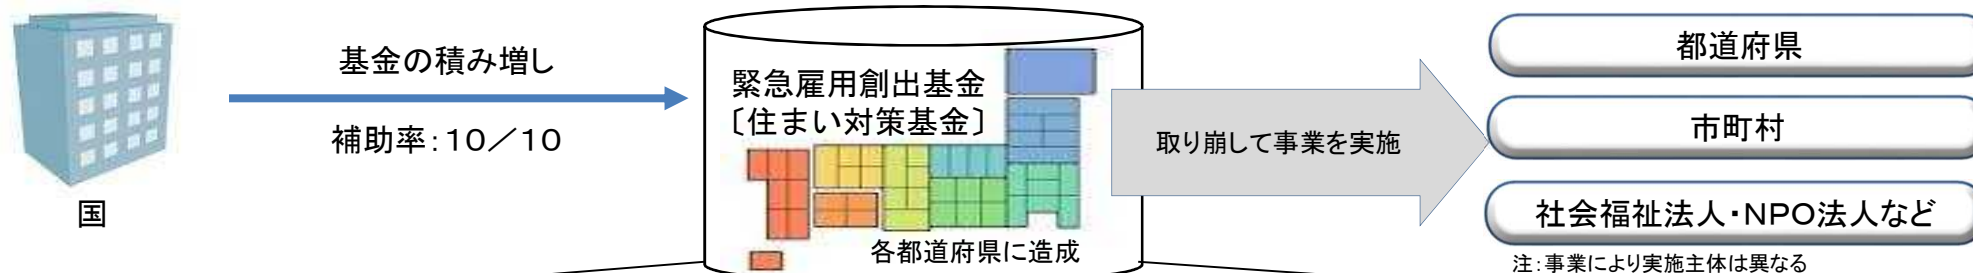 国
基金の積み増し
補助率:10/10
緊急雇用創出基金
〔住まい対策基金〕
各都道府県に造成
取り崩して事業を実施
都道府県
市町村
社会福祉法人・NPO法人など
注:事業により実施主体は異なる